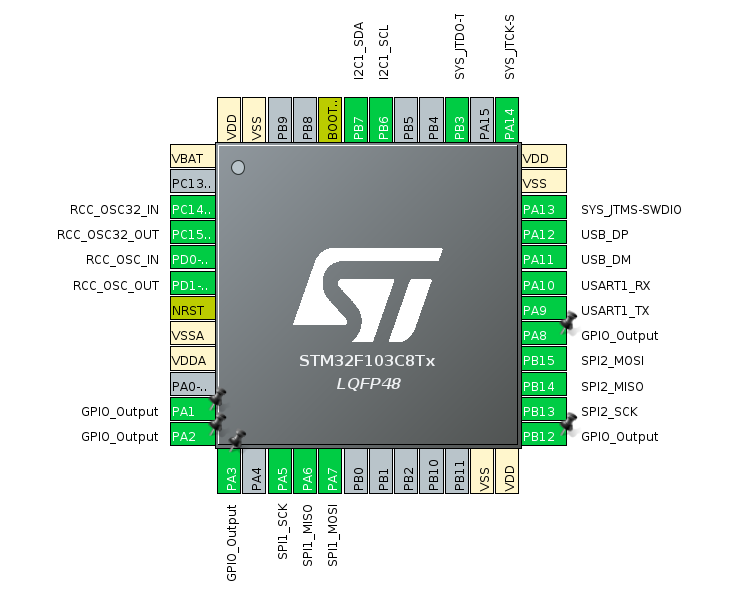 I2C1_SDA
I2C1_SCL
SYS_JTDO-T
SYS_JTCK-S
VDD
VSS
PB9
PB8
BOOT..
PB7
PB6
PB5
PB4
PB3
PA15
PA14
VBAT
PC13..
RCC_OSC32_IN PC14..
RCC_OSC32_OUT PC15..
RCC_OSC_IN PD0-..
RCC_OSC_OUT PD1-..
NRST
VSSA
VDDA
PA0-..
GPIO_Output PA1
GPIO_Output PA2
ST
STM32F103C8Tx
LQFP48
VDD
VSS
PA13 SYS_JTMS-SWDIO
PA12 USB_DP
PA11 USB_DM
PA10 USART1_RX
PA9 USART1_TX
PA8 GPIO_Output
PB15 SPI2_MOSI
PB14 SPI2_MISO
PB13 SPI2_SCK
PB12 GPIO_Output
PA3
PA4
PA5
PA6
PA7
PB0
PB1
PB2
PB10
PB11
VSS
VDD
GPIO_Output
SPI1_SCK
SPI1_MISO
SPI1_MOSI